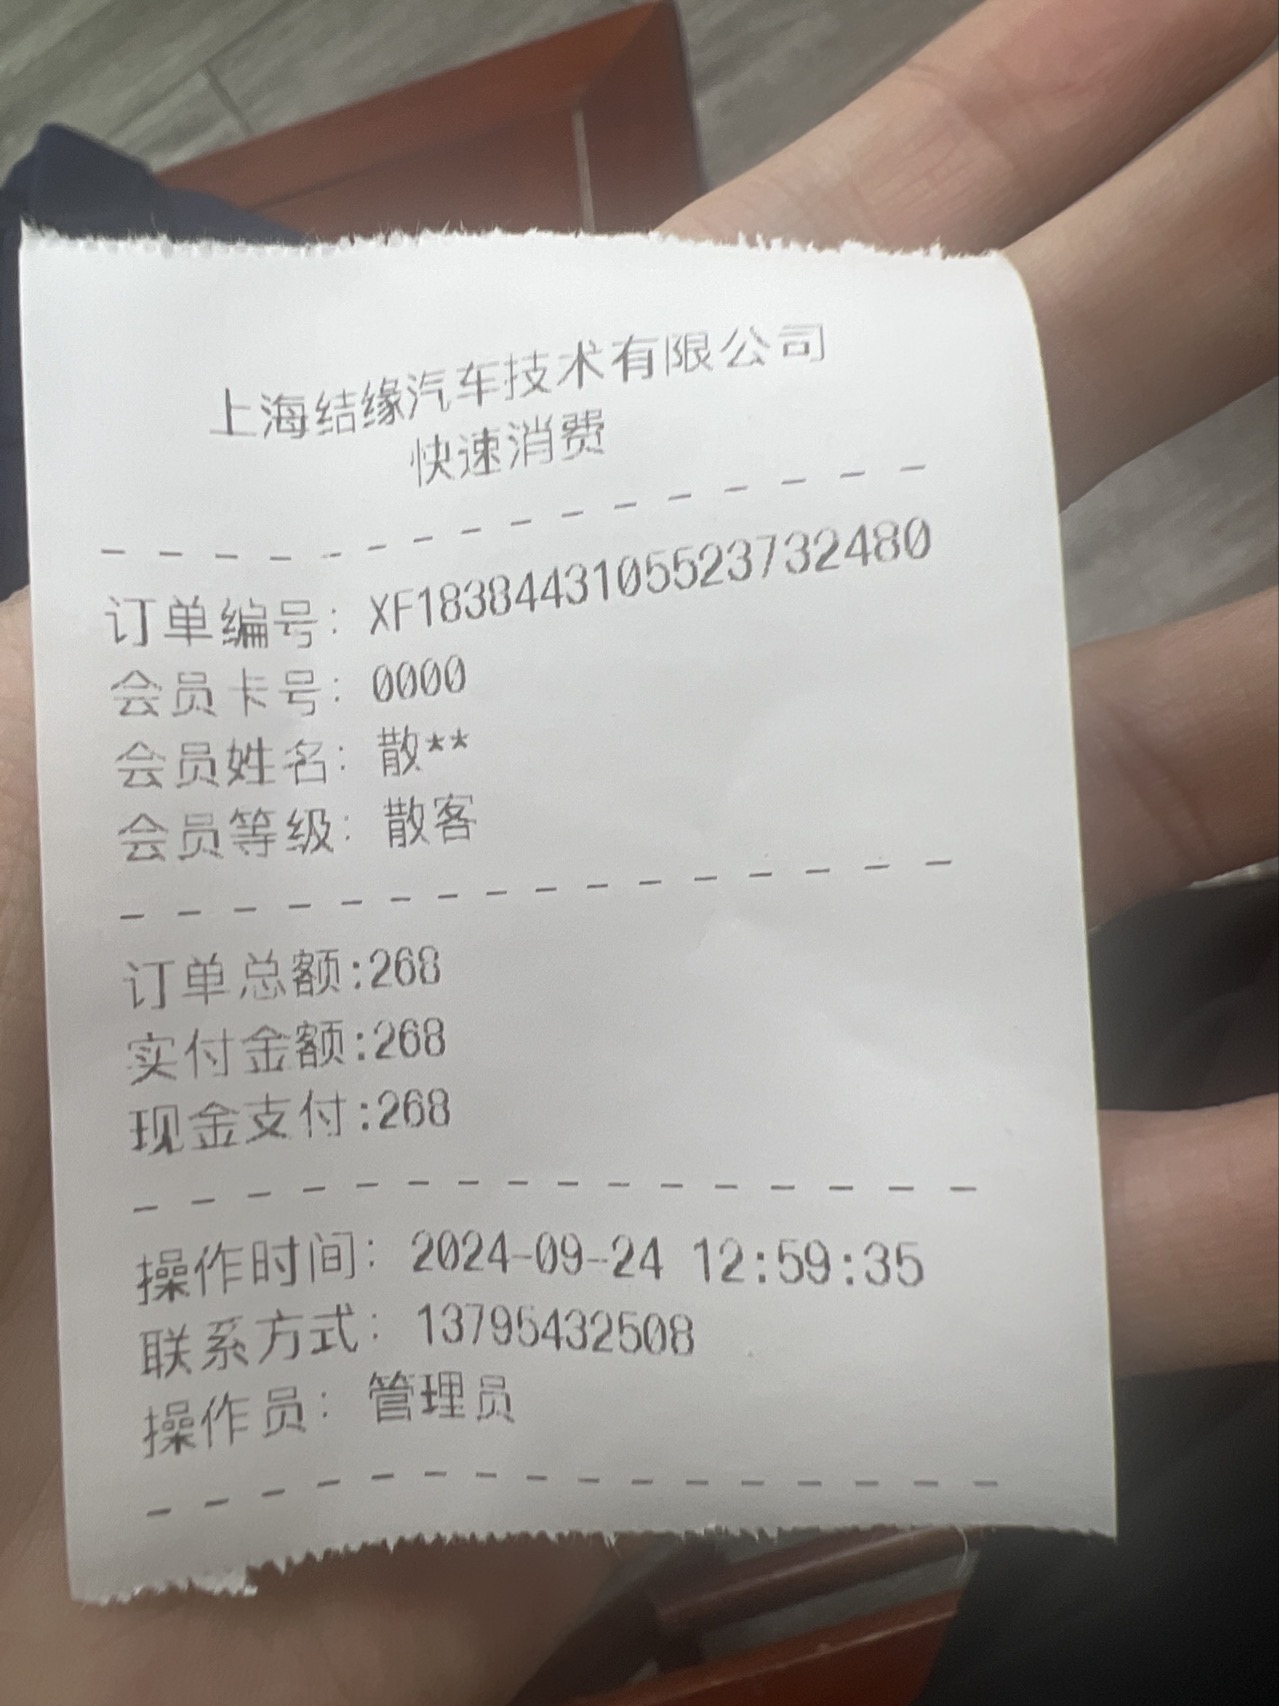 上海结缘汽车技术有限公司
快速消费
订单编号：XF1838443105523732480
会员卡号：0000
会员姓名：散**
会员等级：散客
订单总额:268
实付金额:268
现金支付:268
操作时间：2024-09-24 12:59:35
联系方式：13795432508
操作员：管理员